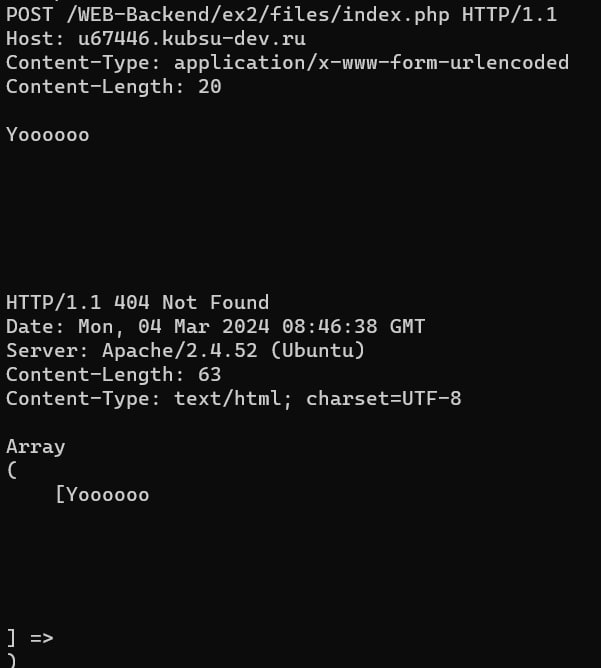 POST /WEB-Backend/ex2/files/index.php HTTP/1.1
Host: u67446.kubsu-dev.ru
Content-Type: application/x-www-form-urlencoded
Content-Length: 20

Yoooooo

HTTP/1.1 404 Not Found
Date: Mon, 04 Mar 2024 08:46:38 GMT
Server: Apache/2.4.52 (Ubuntu)
Content-Length: 63
Content-Type: text/html; charset=UTF-8

Array
(
    [Yoooooo

] =>
)